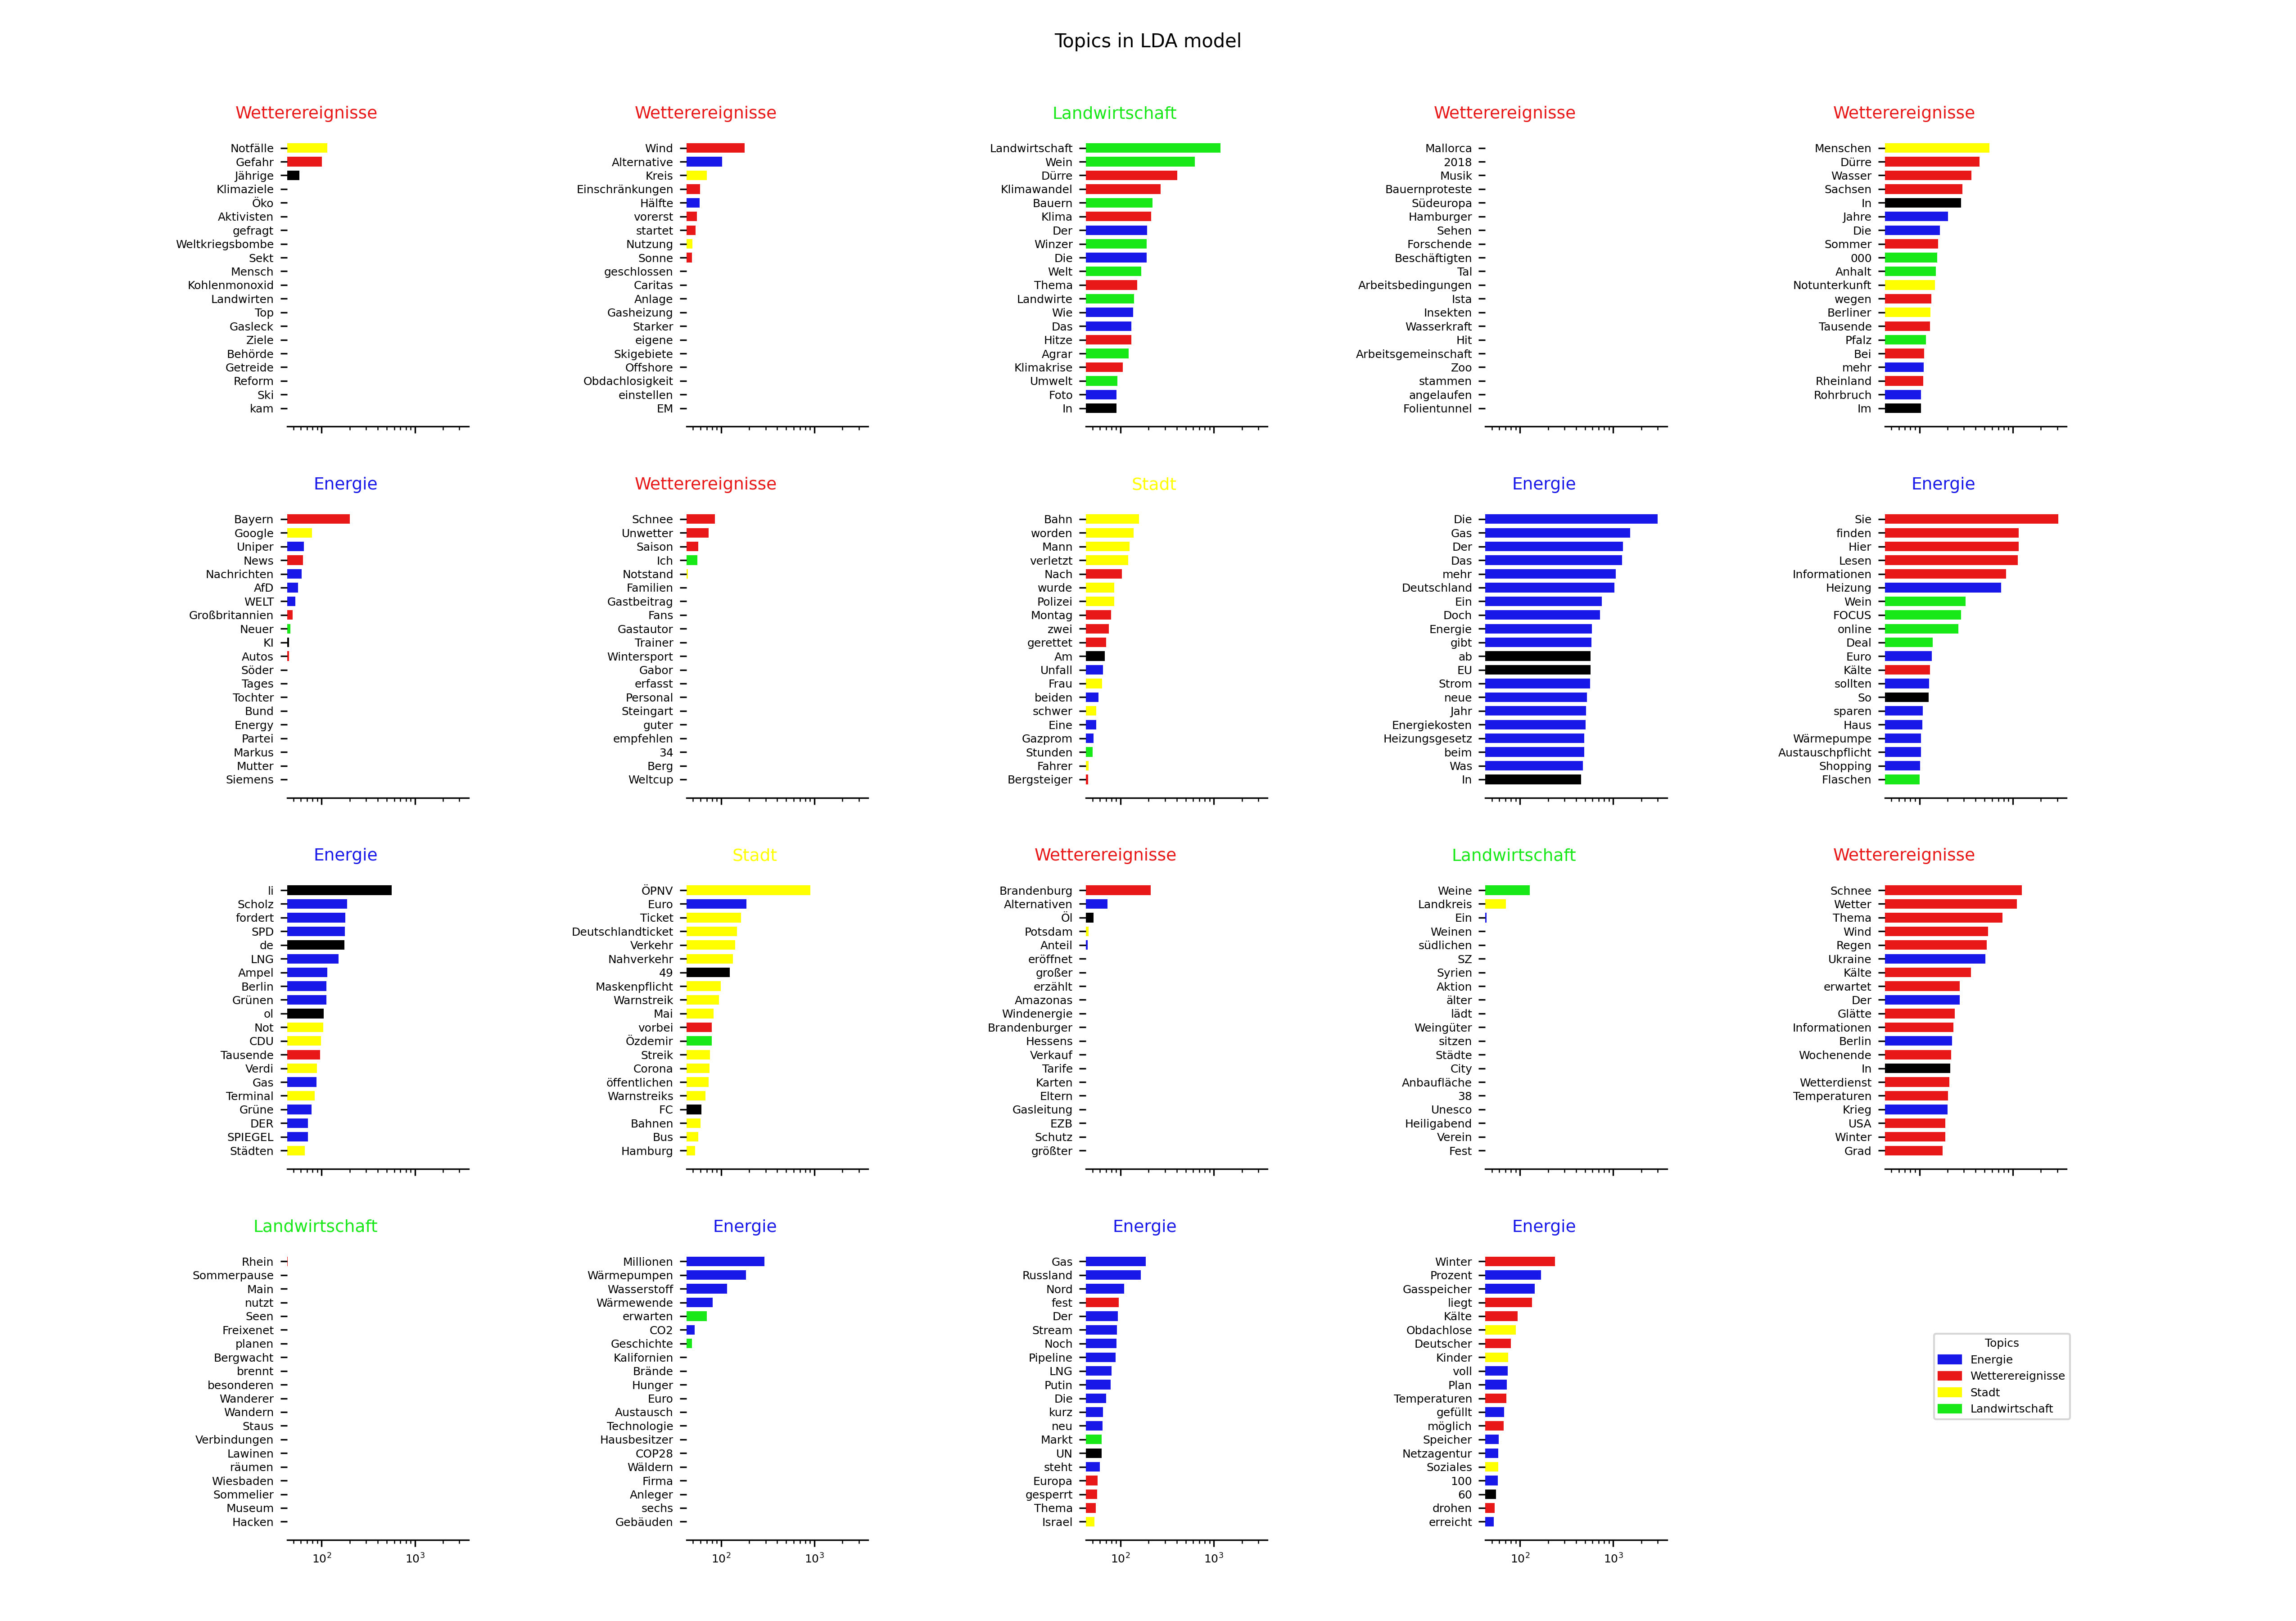 Topics in LDA model
Wetterereignisse
Notfälle
Gefahr
Jährige
Klimaziele
Öko
Aktivisten
gefragt
Weltkriegsbombe
Sekt
Mensch
Kohlenmonoxid
Landwirten
Top
Gasleck
Ziele
Behörde
Getreide
Reform
Ski
kam
Wetterereignisse
Wind
Alternative
Kreis
Einschränkungen
Hälfte
vorerst
startet
Nutzung
Sonne
geschlossen
Caritas
Anlage
Gasheizung
Starker
eigene
Skigebiete
Offshore
Obdachlosigkeit
einstellen
EM
Landwirtschaft
Landwirtschaft
Wein
Dürre
Klimawandel
Bauern
Klima
Der
Winzer
Die
Welt
Thema
Landwirte
Wie
Das
Hitze
Agrar
Klimakrise
Umwelt
Foto
In
Wetterereignisse
Mallorca
2018
Musik
Bauernproteste
Südeuropa
Hamburger
Sehen
Forschende
Beschäftigten
Tal
Arbeitsbedingungen
Ista
Insekten
Wasserkraft
Hit
Arbeitsgemeinschaft
Zoo
stammen
angelaufen
Folientunnel
Wetterereignisse
Menschen
Dürre
Wasser
Sachsen
In
Jahre
Die
Sommer
000
Anhalt
Notunterkunft
wegen
Berliner
Tausende
Pfalz
Bei
mehr
Rheinland
Rohrbruch
Im
Energie
Bayern
Google
Uniper
News
Nachrichten
AfD
WELT
Großbritannien
Neuer
KI
Autos
Söder
Tages
Tochter
Bund
Energy
Partei
Markus
Mutter
Siemens
Wetterereignisse
Schnee
Unwetter
Saison
Ich
Notstand
Familien
Gastbeitrag
Fans
Gastautor
Trainer
Wintersport
Gabor
erfasst
Personal
Steingart
guter
empfehlen
34
Berg
Weltcup
Stadt
Bahn
worden
Mann
verletzt
Nach
wurde
Polizei
Montag
zwei
gerettet
Am
Unfall
Frau
beiden
schwer
Eine
Gazprom
Stunden
Fahrer
Bergsteiger
Energie
Die
Gas
Der
Das
mehr
Deutschland
Ein
Doch
Energie
gibt
ab
EU
Strom
neue
Jahr
Energiekosten
Heizungsgesetz
beim
Was
In
Energie
Sie
finden
Hier
Lesen
Informationen
Heizung
Wein
FOCUS
online
Deal
Euro
Kälte
sollten
So
sparen
Haus
Wärmepumpe
Austauschpflicht
Shopping
Flaschen
Energie
li
Scholz
fordert
SPD
de
LNG
Ampel
Berlin
Grünen
ol
Not
CDU
Tausende
Verdi
Gas
Terminal
Grüne
DER
SPIEGEL
Städten
Stadt
ÖPNV
Euro
Ticket
Deutschlandticket
Verkehr
Nahverkehr
49
Maskenpflicht
Warnstreik
Mai
vorbei
Özdemir
Streik
Corona
öffentlichen
Warnstreiks
FC
Bahnen
Bus
Hamburg
Wetterereignisse
Brandenburg
Alternativen
Öl
Potsdam
Anteil
eröffnet
großer
erzählt
Amazonas
Windenergie
Brandenburger
Hessens
Verkauf
Tarife
Karten
Eltern
Gasleitung
EZB
Schutz
größter
Landwirtschaft
Weine
Landkreis
Ein
Weinen
südlichen
SZ
Syrien
Aktion
älter
lädt
Weingüter
sitzen
Städte
City
Anbaufläche
38
Unesco
Heiligabend
Verein
Fest
Wetterereignisse
Schnee
Wetter
Thema
Wind
Regen
Ukraine
Kälte
erwartet
Der
Glätte
Informationen
Berlin
Wochenende
In
Wetterdienst
Temperaturen
Krieg
USA
Winter
Grad
Landwirtschaft
Rhein
Sommerpause
Main
nutzt
Seen
Freixenet
planen
Bergwacht
brennt
besonderen
Wanderer
Wandern
Staus
Verbindungen
Lawinen
räumen
Wiesbaden
Sommelier
Museum
Hacken
10²
10³
Energie
Millionen
Wärmepumpen
Wasserstoff
Wärmewende
erwarten
CO2
Geschichte
Kalifornien
Brände
Hunger
Euro
Austausch
Technologie
Hausbesitzer
COP28
Wäldern
Firma
Anleger
sechs
Gebäuden
10²
10³
Energie
Gas
Russland
Nord
fest
Der
Stream
Noch
Pipeline
LNG
Putin
Die
kurz
neu
Markt
UN
steht
Europa
gesperrt
Thema
Israel
10²
10³
Energie
Winter
Prozent
Gasspeicher
liegt
Kälte
Obdachlose
Deutscher
Kinder
voll
Plan
Temperaturen
gefüllt
möglich
Speicher
Netzagentur
Soziales
100
60
drohen
erreicht
10²
10³
Topics
Energie
Wetterereignisse
Stadt
Landwirtschaft